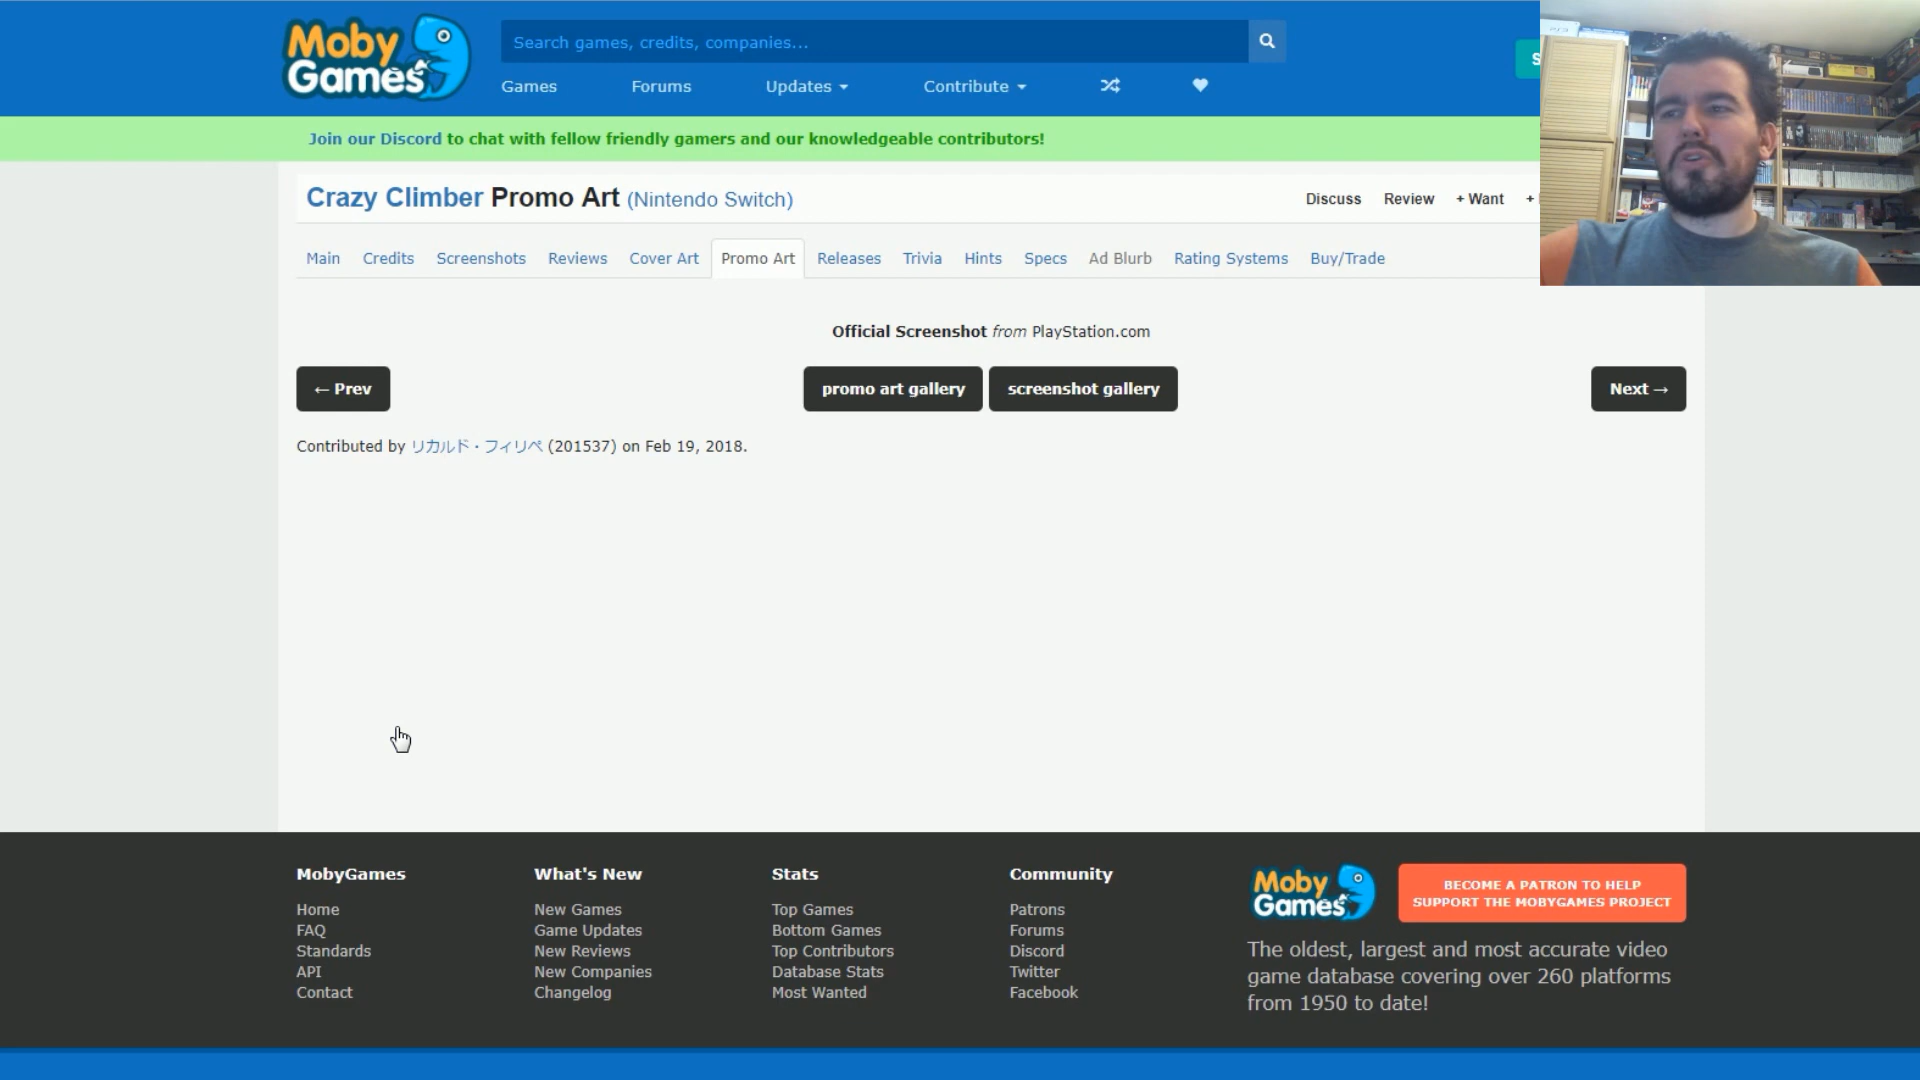 Moby
Games
Search games, credits, companies...
Games Forums Updates Contribute
S
Join our Discord to chat with fellow friendly gamers and our knowledgeable contributors!
Crazy Climber Promo Art (Nintendo Switch)
Discuss Review + Want +
Main Credits Screenshots Reviews Cover Art Promo Art Releases Trivia Hints Specs Ad Blurb Rating Systems Buy/Trade
Official Screenshot from PlayStation.com
← Prev promo art gallery screenshot gallery Next →
Contributed by リカルド・フィリペ (201537) on Feb 19, 2018.
MobyGames
Home
FAQ
Standards
API
Contact
What's New
New Games
Game Updates
New Reviews
New Companies
Changelog
Stats
Top Games
Bottom Games
Top Contributors
Database Stats
Most Wanted
Community
Patrons
Forums
Discord
Twitter
Facebook
Moby
Games
BECOME A PATRON TO HELP
SUPPORT THE MOBYGAMES PROJECT
The oldest, largest and most accurate video
game database covering over 260 platforms
from 1950 to date!